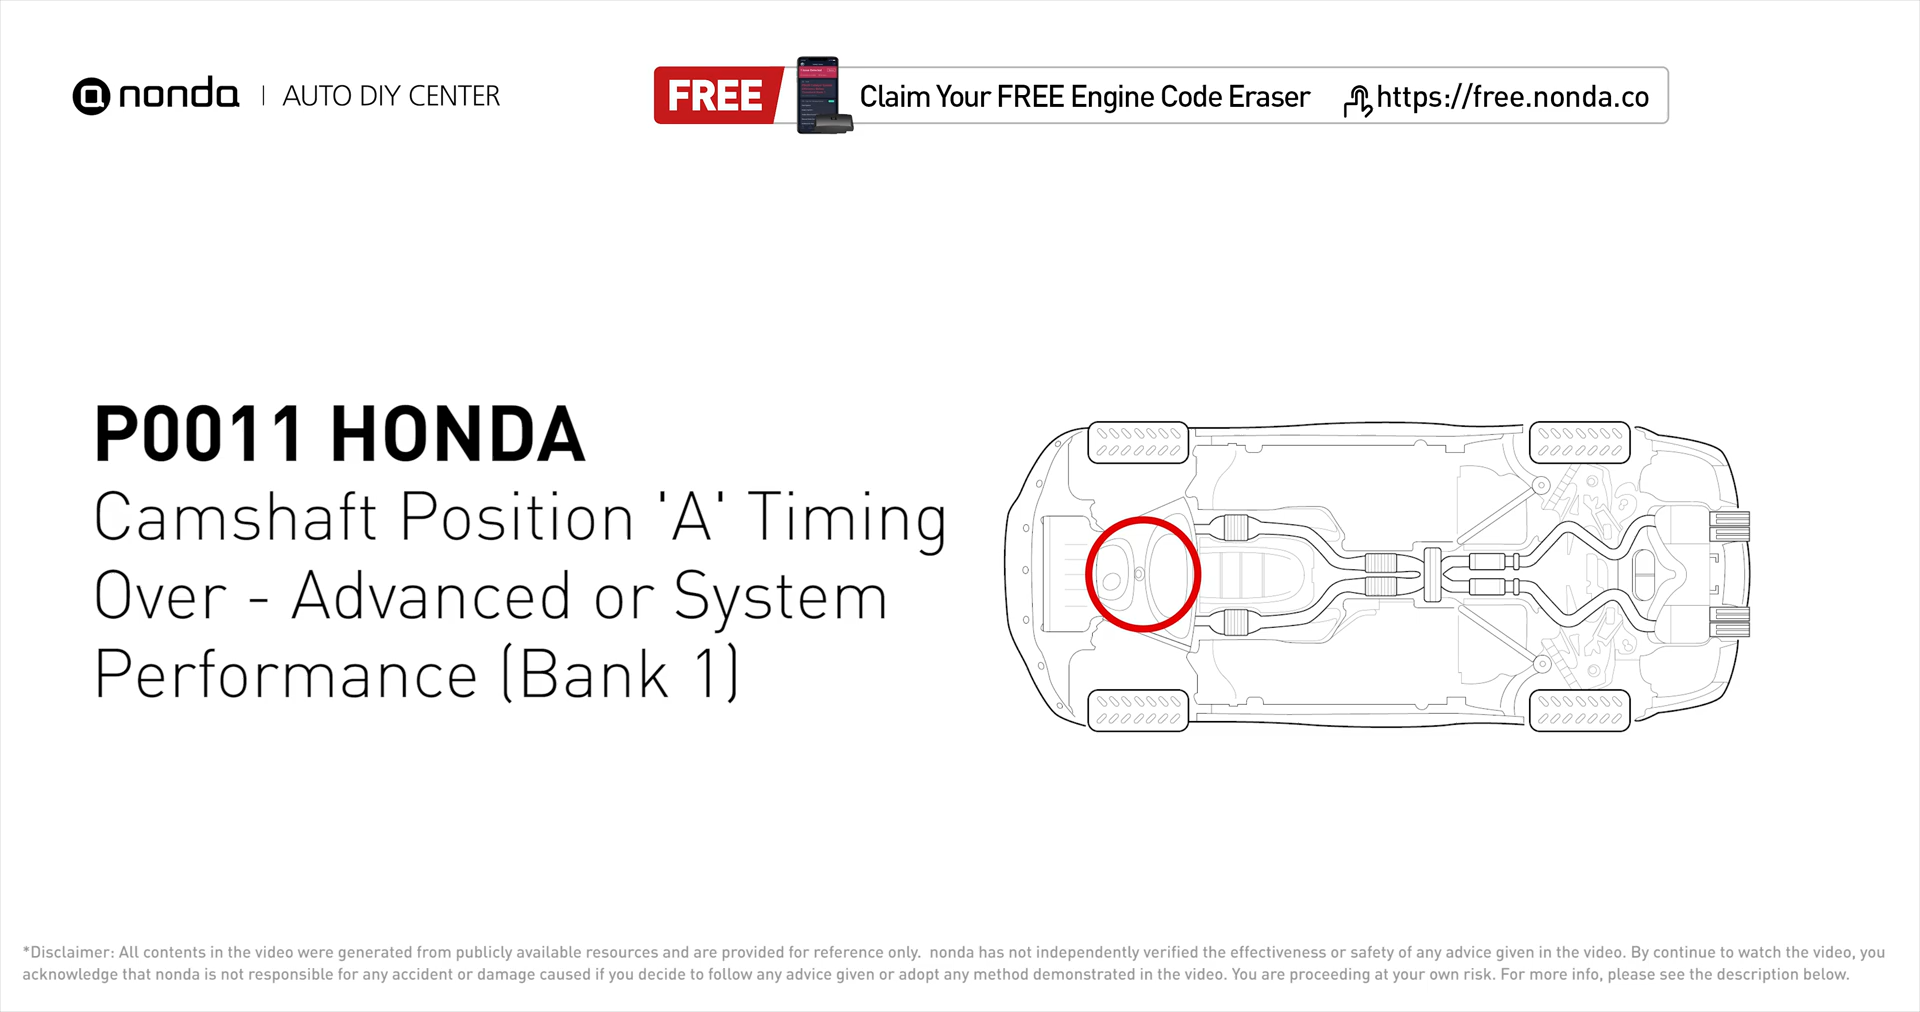 nonda | AUTO DIY CENTER
FREE Claim Your FREE Engine Code Eraser https://free.nonda.co
P0011 HONDA
Camshaft Position 'A' Timing
Over - Advanced or System
Performance (Bank 1)
*Disclaimer: All contents in the video were generated from publicly available resources and are provided for reference only.  nonda has not independently verified the effectiveness or safety of any advice given in the video. By continue to watch the video, you
acknowledge that nonda is not responsible for any accident or damage caused if you decide to follow any advice given or adopt any method demonstrated in the video. You are proceeding at your own risk. For more info, please see the description below.